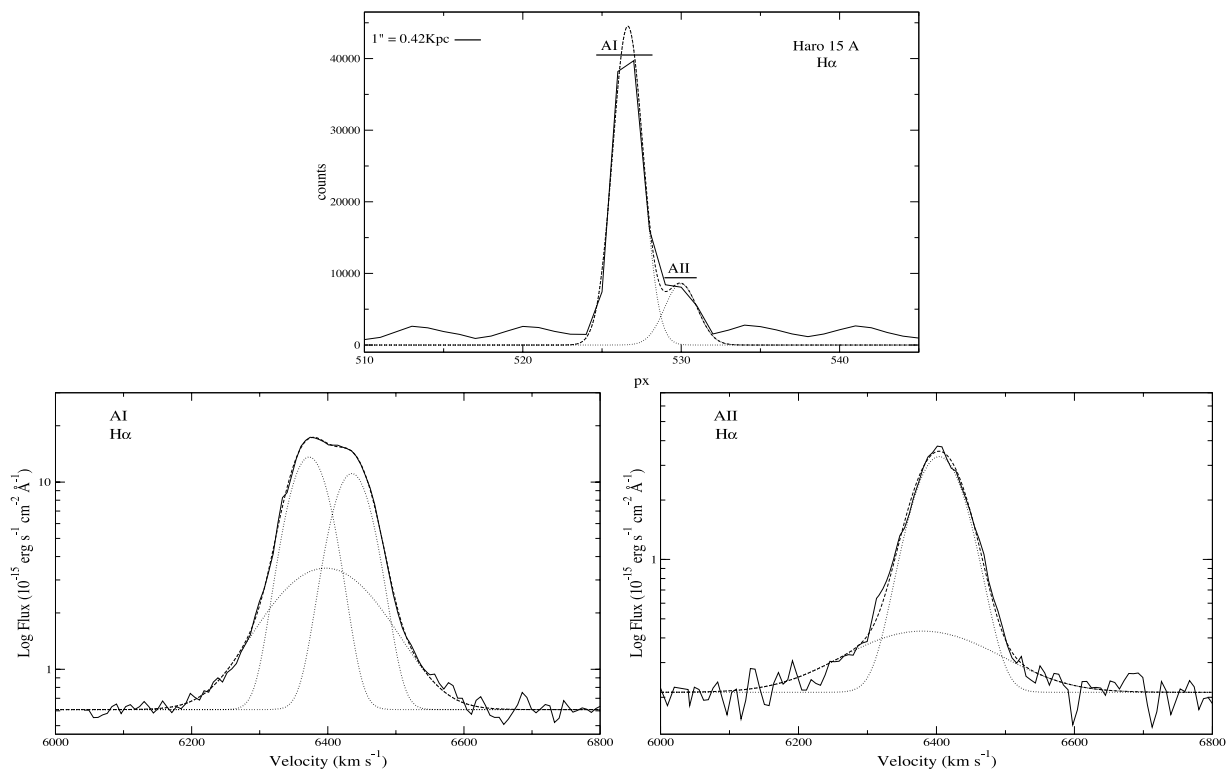 1" = 0.42Kpc
AI
Haro 15 A
Hα
AII
counts
40000
30000
20000
10000
0
510
520
530
540
px
AI
Hα
Log Flux (10⁻¹⁵ erg s⁻¹ cm⁻² Å⁻¹)
10
1
6000
6200
6400
6600
6800
Velocity (km s⁻¹)
AII
Hα
Log Flux (10⁻¹⁵ erg s⁻¹ cm⁻² Å⁻¹)
1
6000
6200
6400
6600
6800
Velocity (km s⁻¹)